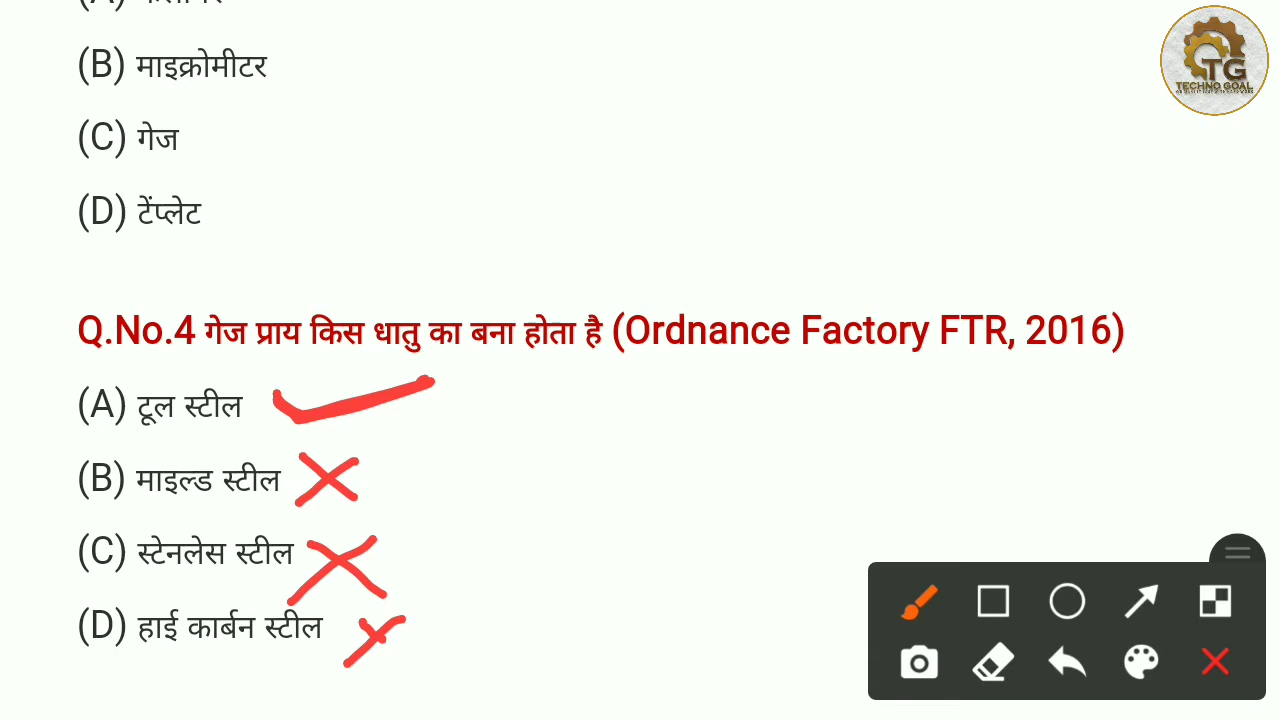 (B) माइक्रोमीटर
TG
TECHNO GOAL
(C) गेज
(D) टेंप्लेट
Q.No.4 गेज प्राय किस धातु का बना होता है (Ordnance Factory FTR, 2016)
(A) टूल स्टील
(B) माइल्ड स्टील
(C) स्टेनलेस स्टील
(D) हाई कार्बन स्टील